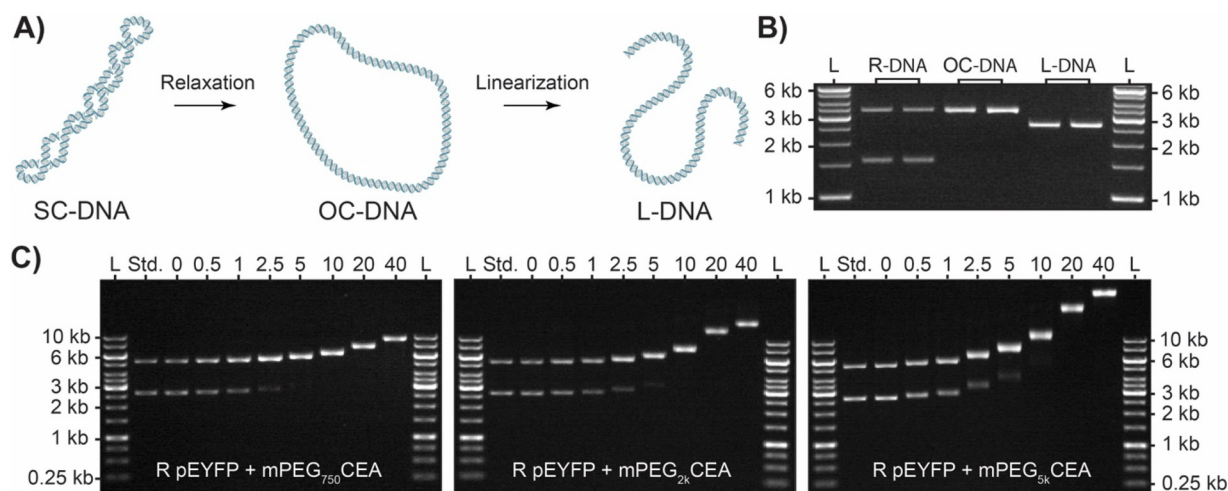 A)
Relaxation
Linearization
SC-DNA
OC-DNA
L-DNA
B)
L R-DNA OC-DNA L-DNA L
6 kb 6 kb
3 kb 3 kb
2 kb 2 kb
1 kb 1 kb
C)
L Std. 0 0.5 1 2.5 5 10 20 40 L
10 kb
6 kb
3 kb
2 kb
1 kb
0.25 kb
R pEYFP + mPEG750CEA
L Std. 0 0.5 1 2.5 5 10 20 40 L
R pEYFP + mPEG2kCEA
L Std. 0 0.5 1 2.5 5 10 20 40 L
10 kb
6 kb
3 kb
2 kb
1 kb
0.25 kb
R pEYFP + mPEG5kCEA